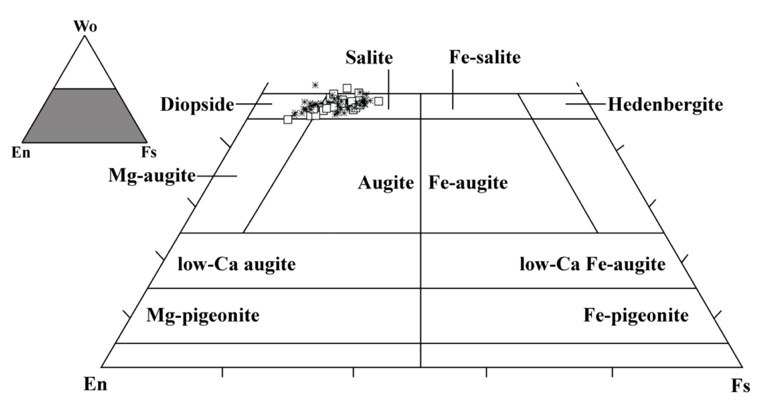 Wo
En Fs
Salite Fe-salite
Diopside Hedenbergite
Mg-augite
Augite Fe-augite
low-Ca augite low-Ca Fe-augite
Mg-pigeonite Fe-pigeonite
En Fs